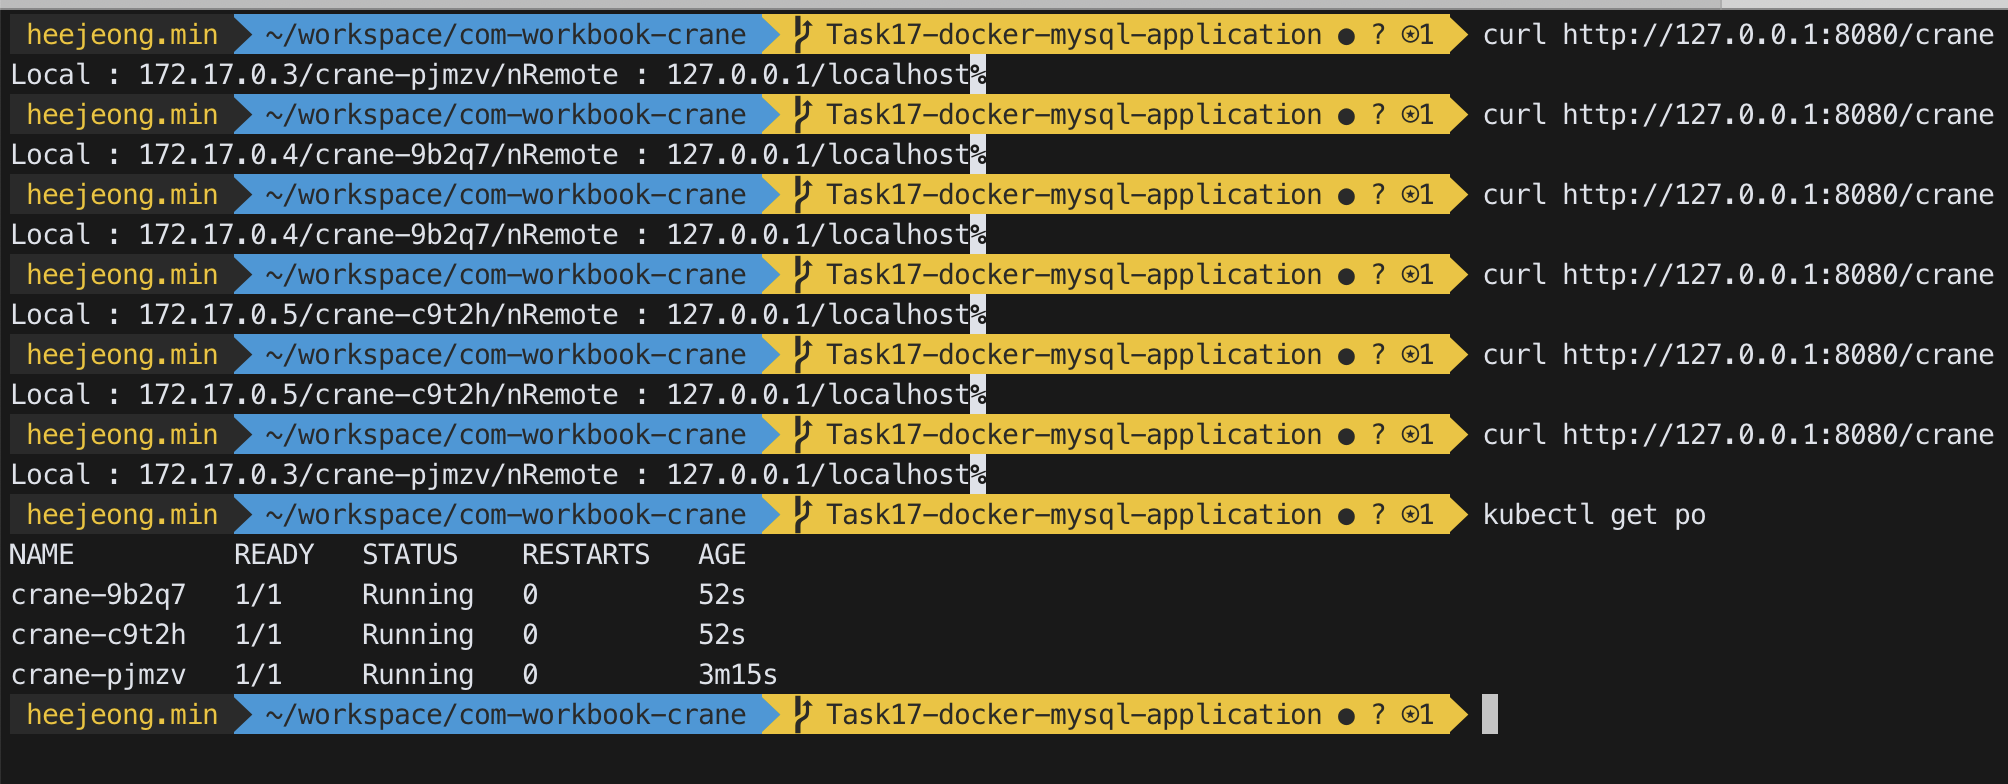 heejeong.min ~/workspace/com-workbook-crane Task17-docker-mysql-application ● ? ⍟1 curl http://127.0.0.1:8080/crane
Local : 172.17.0.3/crane-pjmzv/nRemote : 127.0.0.1/localhost%
heejeong.min ~/workspace/com-workbook-crane Task17-docker-mysql-application ● ? ⍟1 curl http://127.0.0.1:8080/crane
Local : 172.17.0.4/crane-9b2q7/nRemote : 127.0.0.1/localhost%
heejeong.min ~/workspace/com-workbook-crane Task17-docker-mysql-application ● ? ⍟1 curl http://127.0.0.1:8080/crane
Local : 172.17.0.4/crane-9b2q7/nRemote : 127.0.0.1/localhost%
heejeong.min ~/workspace/com-workbook-crane Task17-docker-mysql-application ● ? ⍟1 curl http://127.0.0.1:8080/crane
Local : 172.17.0.5/crane-c9t2h/nRemote : 127.0.0.1/localhost%
heejeong.min ~/workspace/com-workbook-crane Task17-docker-mysql-application ● ? ⍟1 curl http://127.0.0.1:8080/crane
Local : 172.17.0.5/crane-c9t2h/nRemote : 127.0.0.1/localhost%
heejeong.min ~/workspace/com-workbook-crane Task17-docker-mysql-application ● ? ⍟1 curl http://127.0.0.1:8080/crane
Local : 172.17.0.3/crane-pjmzv/nRemote : 127.0.0.1/localhost%
heejeong.min ~/workspace/com-workbook-crane Task17-docker-mysql-application ● ? ⍟1 kubectl get po
NAME READY STATUS RESTARTS AGE
crane-9b2q7 1/1 Running 0 52s
crane-c9t2h 1/1 Running 0 52s
crane-pjmzv 1/1 Running 0 3m15s
heejeong.min ~/workspace/com-workbook-crane Task17-docker-mysql-application ● ? ⍟1